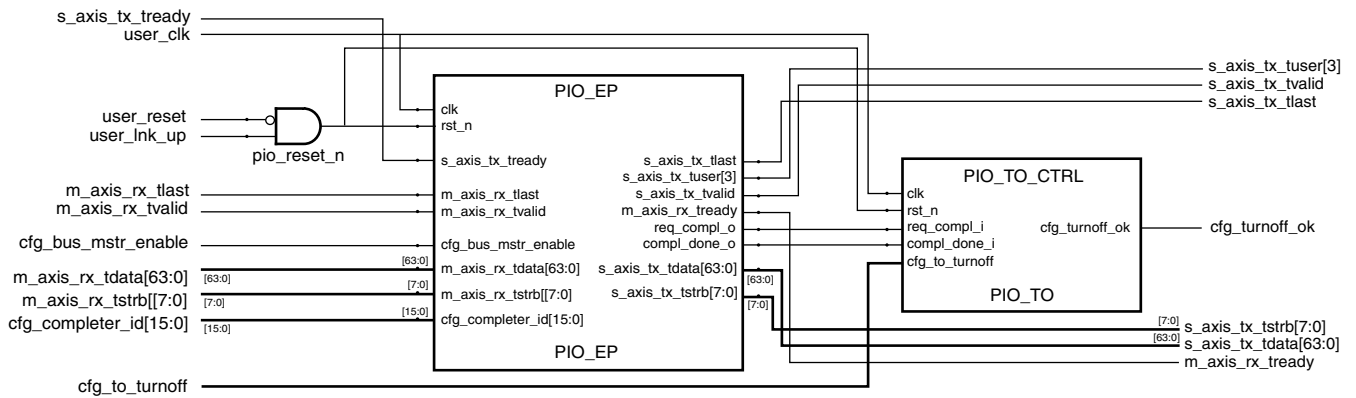 s_axis_tx_tready
user_clk
user_reset
user_lnk_up
pio_reset_n
m_axis_rx_tlast
m_axis_rx_tvalid
cfg_bus_mstr_enable
m_axis_rx_tdata[63:0]
[63:0]
m_axis_rx_tstrb[[7:0]
[7:0]
cfg_completer_id[15:0]
[15:0]
cfg_to_turnoff
PIO_EP
clk
rst_n
s_axis_tx_tready
m_axis_rx_tlast
m_axis_rx_tvalid
cfg_bus_mstr_enable
[63:0]
m_axis_rx_tdata[63:0]
[7:0]
m_axis_rx_tstrb[[7:0]
[15:0]
cfg_completer_id[15:0]
s_axis_tx_tlast
s_axis_tx_tuser[3]
s_axis_tx_tvalid
m_axis_rx_tready
req_compl_o
compl_done_o
s_axis_tx_tdata[63:0]
[63:0]
s_axis_tx_tstrb[7:0]
[7:0]
PIO_EP
PIO_TO_CTRL
clk
rst_n
req_compl_i
compl_done_i
cfg_to_turnoff
cfg_turnoff_ok
PIO_TO
s_axis_tx_tuser[3]
s_axis_tx_tvalid
s_axis_tx_tlast
cfg_turnoff_ok
[7:0]
s_axis_tx_tstrb[7:0]
[63:0]
s_axis_tx_tdata[63:0]
m_axis_rx_tready